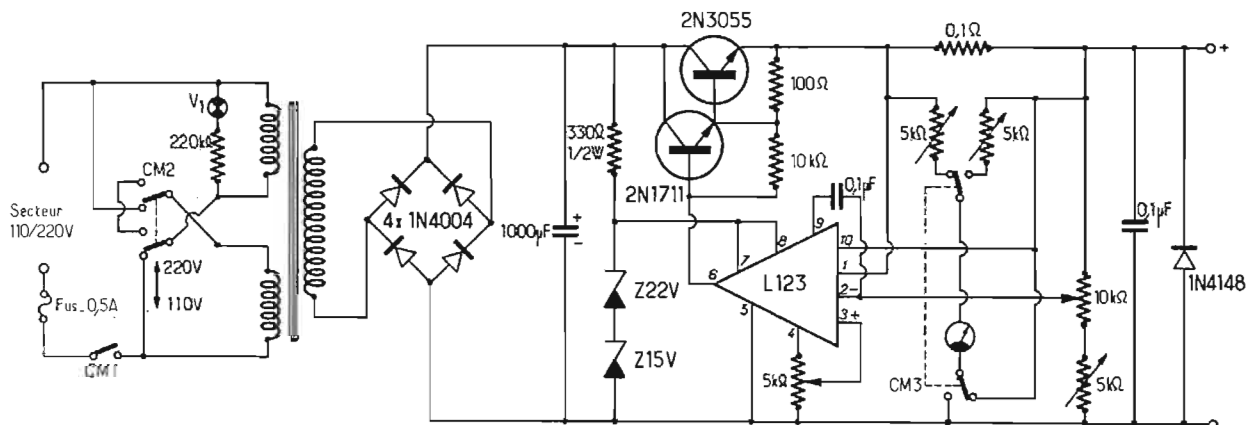 2N3055
0,1Ω
+
V1
220kΩ
100Ω
330Ω
1/2W
5kΩ
5kΩ
CM2
10kΩ
2N1711
0,1µF
Secteur
110/220V
4x 1N4004
1000µF
+
−
0,1µF
9
8
10
7
1
220V
110V
6
L123
2-
1N4148
Z22V
3+
10kΩ
5
4
Fus_0,5A
Z15V
5kΩ
CM3
5kΩ
CM1